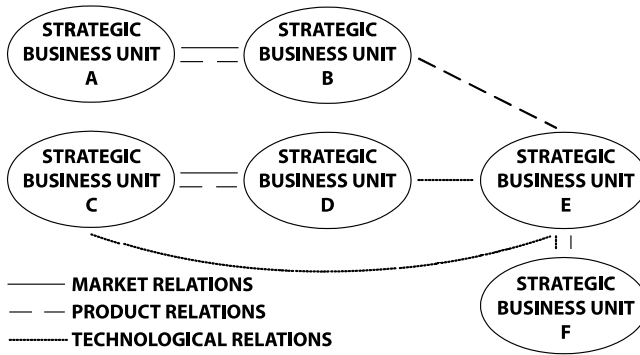 STRATEGIC
BUSINESS UNIT
A
STRATEGIC
BUSINESS UNIT
B
STRATEGIC
BUSINESS UNIT
C
STRATEGIC
BUSINESS UNIT
D
STRATEGIC
BUSINESS UNIT
E
STRATEGIC
BUSINESS UNIT
F
MARKET RELATIONS
PRODUCT RELATIONS
TECHNOLOGICAL RELATIONS